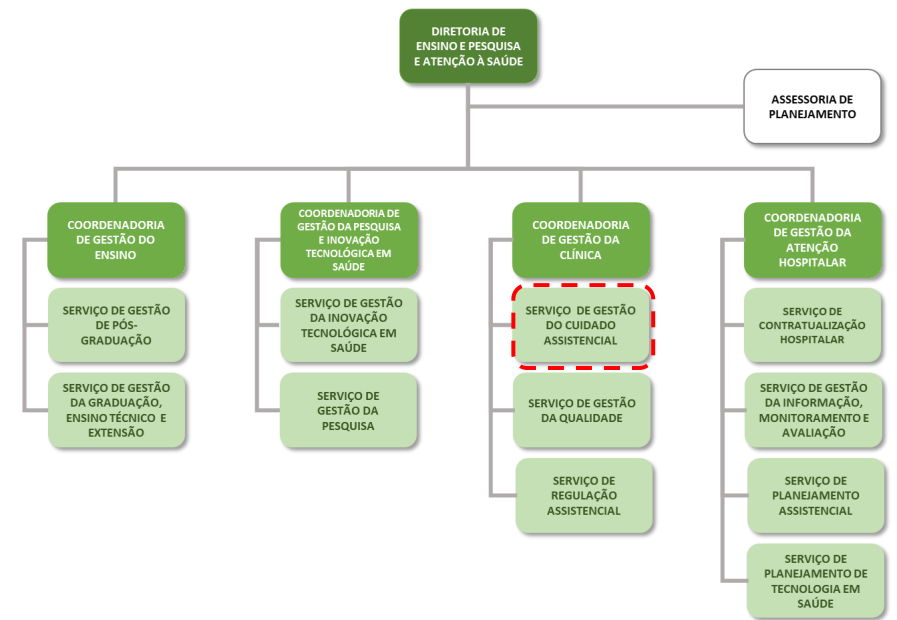 DIRETORIA DE
ENSINO E PESQUISA
E ATENÇÃO À SAÚDE
ASSESSORIA DE
PLANEJAMENTO
COORDENADORIA
DE GESTÃO DO
ENSINO
SERVIÇO DE GESTÃO
DE PÓS-
GRADUAÇÃO
SERVIÇO DE GESTÃO
DA GRADUAÇÃO,
ENSINO TÉCNICO E
EXTENSÃO
COORDENADORIA DE
GESTÃO DA PESQUISA
E INOVAÇÃO
TECNOLÓGICA EM
SAÚDE
SERVIÇO DE GESTÃO
DA INOVAÇÃO
TECNOLÓGICA EM
SAÚDE
SERVIÇO DE
GESTÃO DA
PESQUISA
COORDENADORIA
DE GESTÃO DA
CLÍNICA
SERVIÇO DE GESTÃO
DO CUIDADO
ASSISTENCIAL
SERVIÇO DE GESTÃO
DA QUALIDADE
SERVIÇO DE
REGULAÇÃO
ASSISTENCIAL
COORDENADORIA
DE GESTÃO DA
ATENÇÃO
HOSPITALAR
SERVIÇO DE
CONTRATUALIZAÇÃO
HOSPITALAR
SERVIÇO DE GESTÃO
DA INFORMAÇÃO,
MONITORAMENTO E
AVALIAÇÃO
SERVIÇO DE
PLANEJAMENTO
ASSISTENCIAL
SERVIÇO DE
PLANEJAMENTO DE
TECNOLOGIA EM
SAÚDE